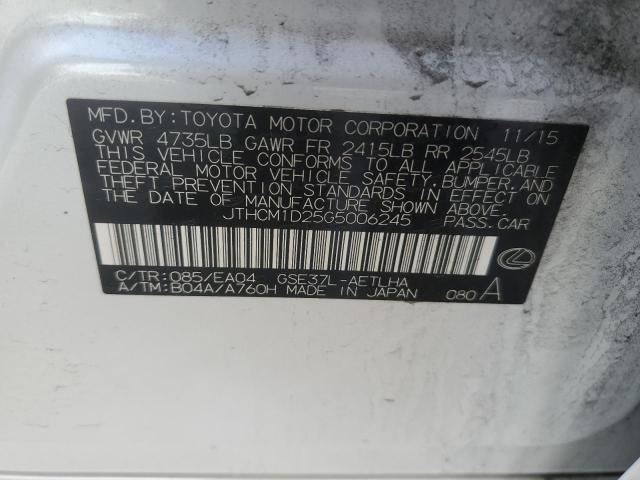 MFD. BY: TOYOTA MOTOR CORPORATION 11/15
GVWR 4735LB GAWR FR 2415LB RR 2545LB
THIS VEHICLE CONFORMS TO ALL APPLICABLE
FEDERAL MOTOR VEHICLE SAFETY, BUMPER, AND
THEFT PREVENTION STANDARDS IN EFFECT ON
THE DATE OF MANUFACTURE SHOWN ABOVE.
JTHCM1D25G5006245 PASS. CAR
C/TR: 085/EA04 GSE37L-AETLHA
A/TM: B04A/A760H MADE IN JAPAN 080 A